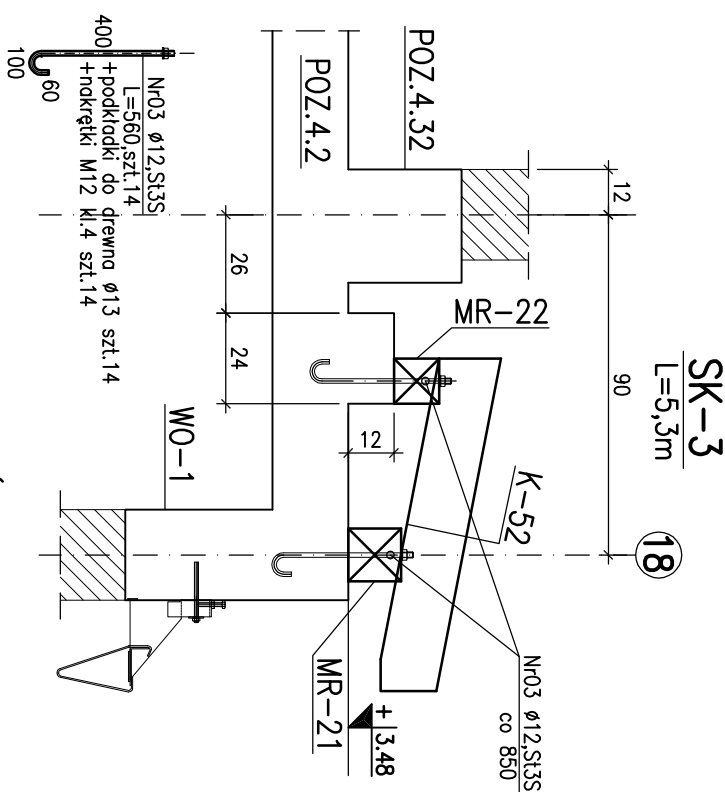 SK-3
L=5,3m
18
12
90
POZ.4.32
POZ.4.2
MR-22
26
24
12
K-52
WO-1
MR-21
Nr03 ø12,St3S
co 850
+
3.48
Nr03 ø12,St3S
L=560,szt.14
+podkładki do drewna ø13 szt.14
+nakrętki M12 kl.4 szt.14
400
60
100